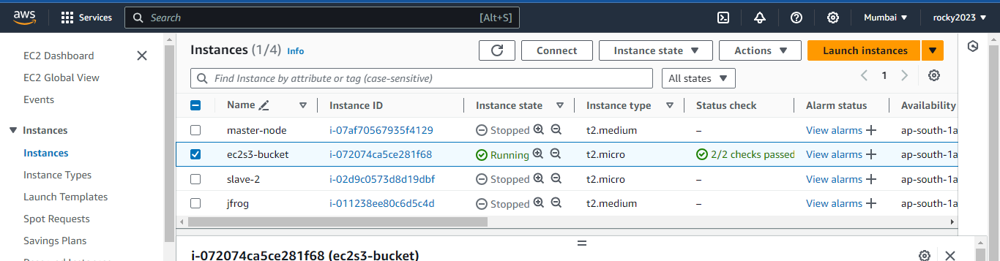 aws Services Search [Alt+S] Mumbai rocky2023
EC2 Dashboard
EC2 Global View
Events
Instances
Instances
Instance Types
Launch Templates
Spot Requests
Savings Plans
Instances (1/4) Info Connect Instance state Actions Launch instances
Find Instance by attribute or tag (case-sensitive) All states 1
Name Instance ID Instance state Instance type Status check Alarm status Availability
master-node i-07af70567935f4129 Stopped t2.medium – View alarms + ap-south-1a
ec2s3-bucket i-072074ca5ce281f68 Running t2.micro 2/2 checks passed View alarms + ap-south-1a
slave-2 i-02d9c0573d8d19dbf Stopped t2.micro – View alarms + ap-south-1a
jfrog i-011238ee80c6d5c4d Stopped t2.medium – View alarms + ap-south-1a
i-072074ca5ce281f68 (ec2s3-bucket)